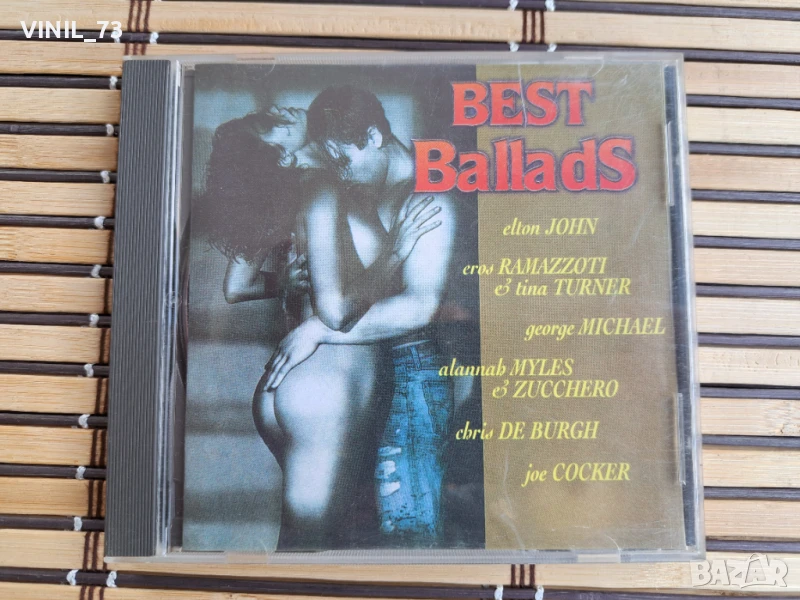 VINIL_73
BEST
BalladS
elton JOHN
eros RAMAZZOTI
& tina TURNER
george MICHAEL
alannah MYLES
& ZUCCHERO
chris DE BURGH
joe COCKER
BAZAR